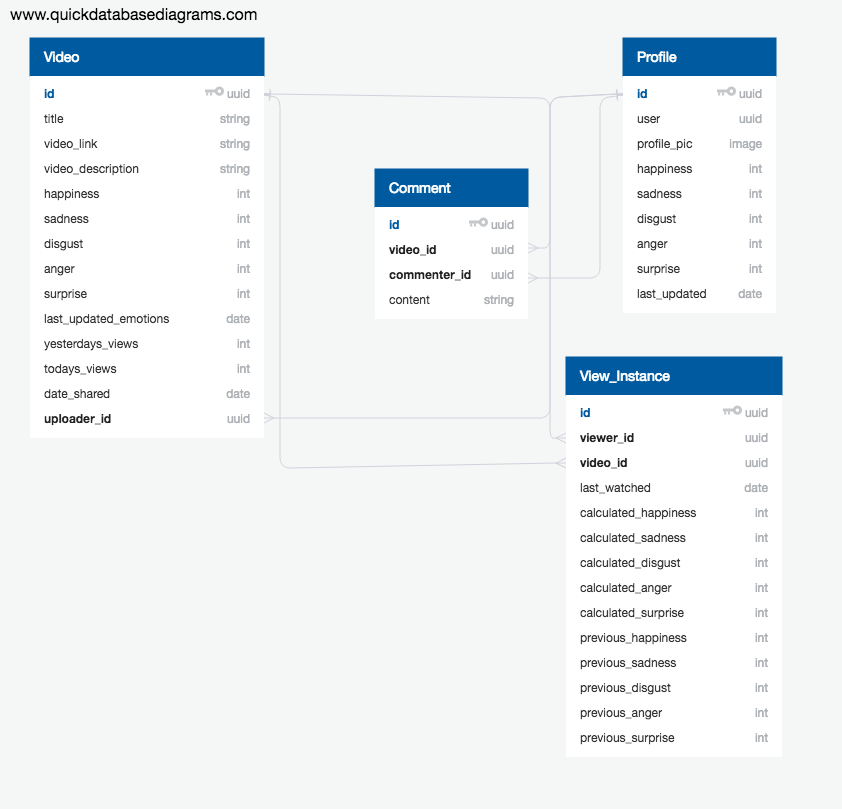 www.quickdatabasediagrams.com
Video
id uuid
title string
video_link string
video_description string
happiness int
sadness int
disgust int
anger int
surprise int
last_updated_emotions date
yesterdays_views int
todays_views int
date_shared date
uploader_id uuid
Comment
id uuid
video_id uuid
commenter_id uuid
content string
Profile
id uuid
user uuid
profile_pic image
happiness int
sadness int
disgust int
anger int
surprise int
last_updated date
View_Instance
id uuid
viewer_id uuid
video_id uuid
last_watched date
calculated_happiness int
calculated_sadness int
calculated_disgust int
calculated_anger int
calculated_surprise int
previous_happiness int
previous_sadness int
previous_disgust int
previous_anger int
previous_surprise int